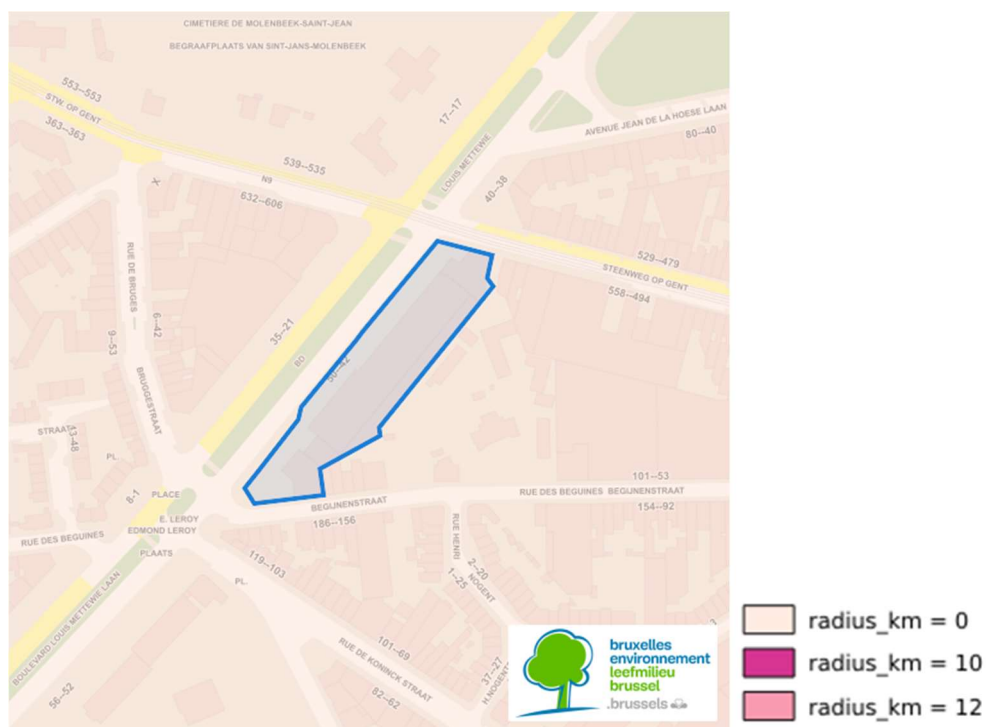 CIMETIERE DE MOLENBEEK-SAINT-JEAN
BEGRAAFPLAATS VAN SINT-JANS-MOLENBEEK
553--553
STW. OP GENT
363--363
17--17
AVENUE JEAN DE LA HOESE LAAN
80--40
539--535
N9
632--606
LOUIS METTEWIE
40--38
529--479
STEENWEG OP GENT
558--494
RUE DE BRUGES
6--42
9--53
35--21
BD
BRUGGESTRAAT
STRAAT
43-48
PL.
8-1
PLACE
E. LEROY
EDMOND LEROY
PLAATS
RUE DES BEGUINES
BEGIJNENSTRAAT
186--156
101--53
RUE DES BEGUINES BEGIJNENSTRAAT
154--92
RUE HENRI
NOGENT
2--20
1--25
119--103
PL.
BOULEVARD LOUIS METTEWIE LAAN
56--52
RUE DE KONINCK STRAAT
101--69
82--62
37--27
H.NOGENT
bruxelles
environnement
leefmilieu
brussel
.brussels
radius_km = 0
radius_km = 10
radius_km = 12